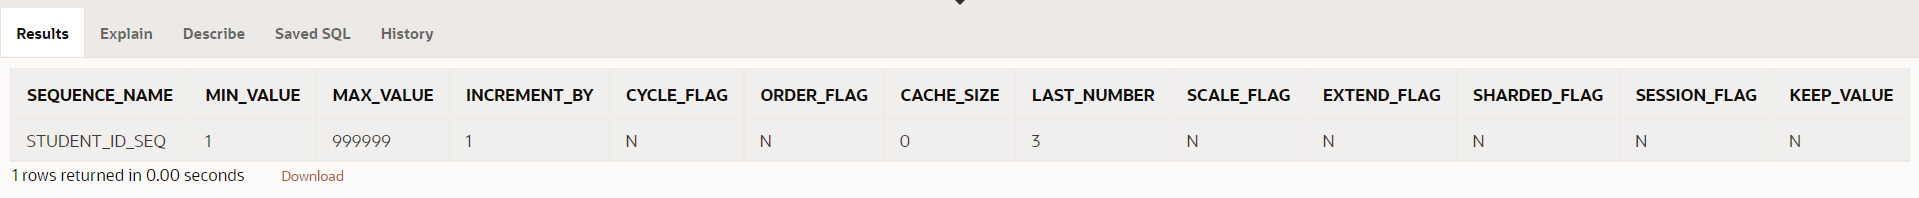 Results Explain Describe Saved SQL History
SEQUENCE_NAME MIN_VALUE MAX_VALUE INCREMENT_BY CYCLE_FLAG ORDER_FLAG CACHE_SIZE LAST_NUMBER SCALE_FLAG EXTEND_FLAG SHARDED_FLAG SESSION_FLAG KEEP_VALUE
STUDENT_ID_SEQ 1 999999 1 N N 0 3 N N N N N
1 rows returned in 0.00 seconds Download